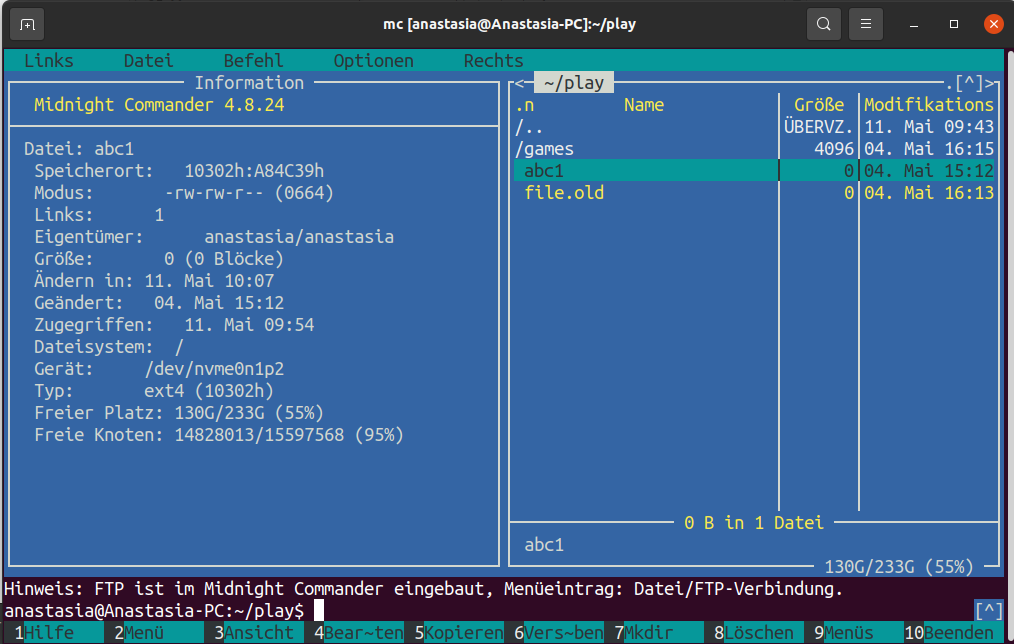 mc [anastasia@Anastasia-PC]:~/play
Links Datei Befehl Optionen Rechts
Information
Midnight Commander 4.8.24
Datei: abc1
Speicherort: 10302h:A84C39h
Modus: -rw-rw-r-- (0664)
Links: 1
Eigentümer: anastasia/anastasia
Größe: 0 (0 Blöcke)
Ändern in: 11. Mai 10:07
Geändert: 04. Mai 15:12
Zugegriffen: 11. Mai 09:54
Dateisystem: /
Gerät: /dev/nvme0n1p2
Typ: ext4 (10302h)
Freier Platz: 130G/233G (55%)
Freie Knoten: 14828013/15597568 (95%)
<- ~/play .[^]>
.n Name Größe Modifikations
/.. ÜBERVZ. 11. Mai 09:43
/games 4096 04. Mai 16:15
abc1 0 04. Mai 15:12
file.old 0 04. Mai 16:13
0 B in 1 Datei
abc1
130G/233G (55%)
Hinweis: FTP ist im Midnight Commander eingebaut, Menüeintrag: Datei/FTP-Verbindung.
anastasia@Anastasia-PC:~/play$ [^]
1Hilfe 2Menü 3Ansicht 4Bear~ten 5Kopieren 6Vers~ben 7Mkdir 8Löschen 9Menüs 10Beenden